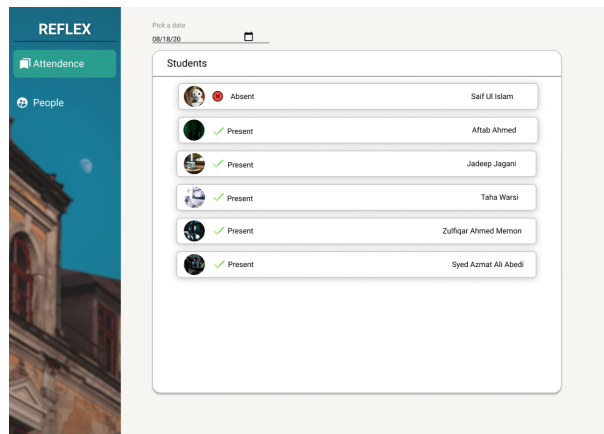 REFLEX
Attendence
People
Pick a date
08/18/20
Students
Absent Saif Ul Islam
Present Aftab Ahmed
Present Jadeep Jagani
Present Taha Warsi
Present Zulfiqar Ahmed Memon
Present Syed Azmat Ali Abedi